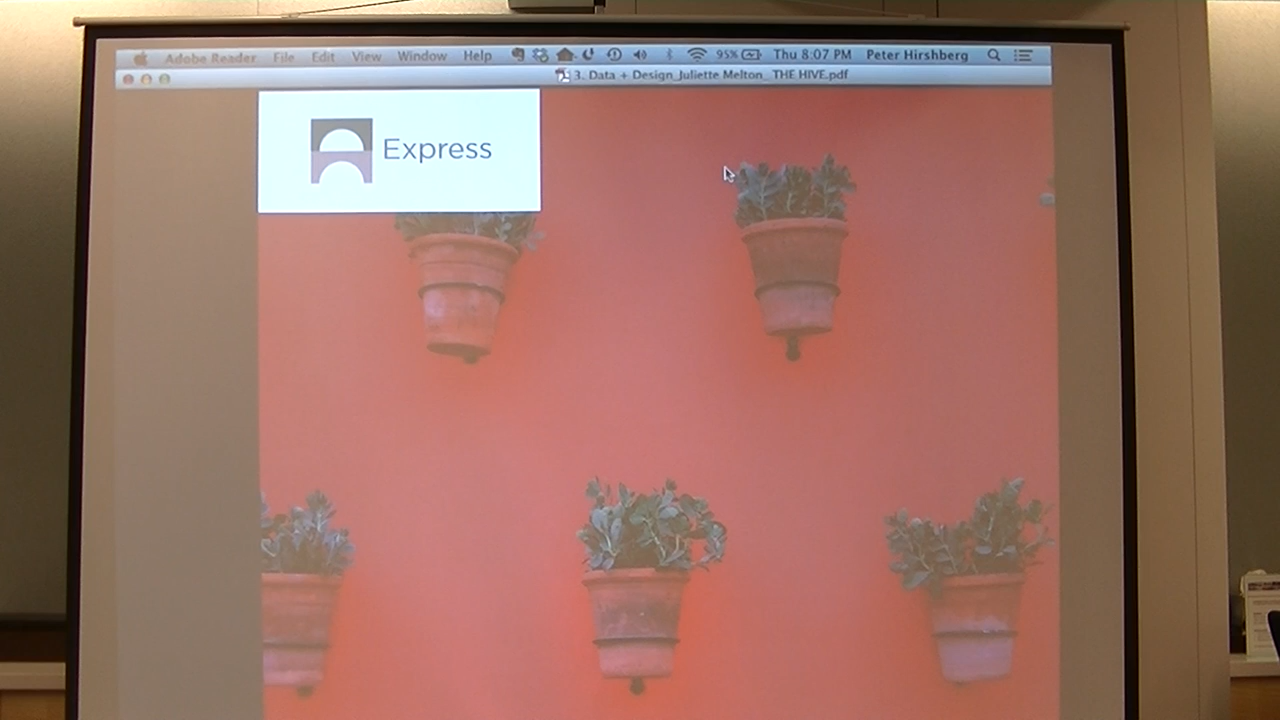 Adobe Reader File Edit View Window Help 95% Thu 8:07 PM Peter Hirshberg
3. Data + Design_Juliette Melton_ THE HIVE.pdf
Express